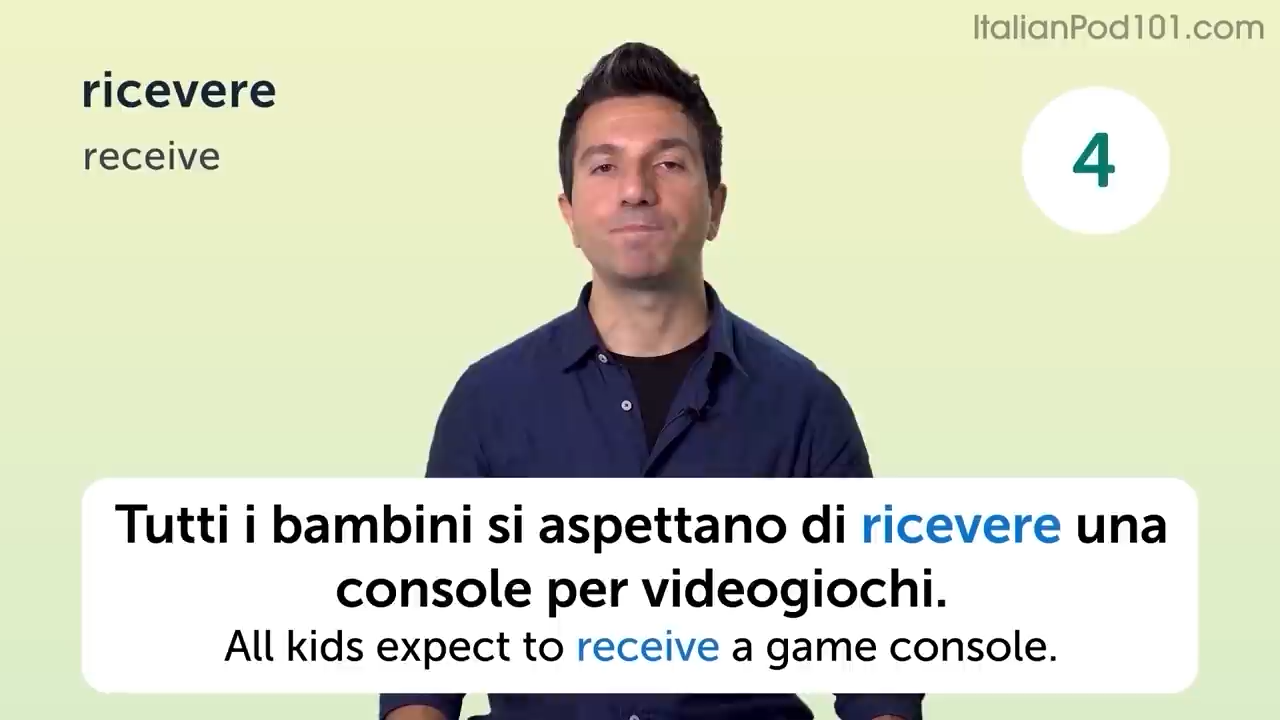 ItalianPod101.com
ricevere
receive
4
Tutti i bambini si aspettano di ricevere una
console per videogiochi.
All kids expect to receive a game console.